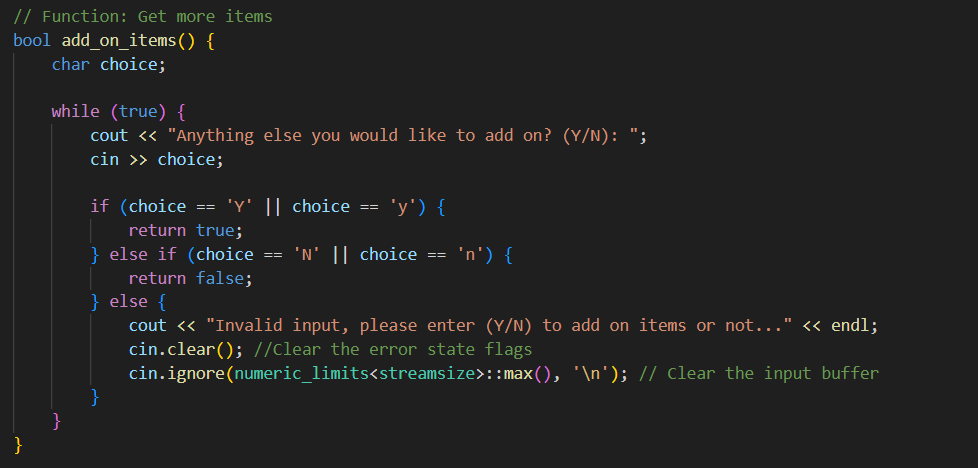 // Function: Get more items
bool add_on_items() {
    char choice;

    while (true) {
        cout << "Anything else you would like to add on? (Y/N): ";
        cin >> choice;

        if (choice == 'Y' || choice == 'y') {
            return true;
        } else if (choice == 'N' || choice == 'n') {
            return false;
        } else {
            cout << "Invalid input, please enter (Y/N) to add on items or not..." << endl;
            cin.clear(); //Clear the error state flags
            cin.ignore(numeric_limits<streamsize>::max(), '\n'); // Clear the input buffer
        }
    }
}